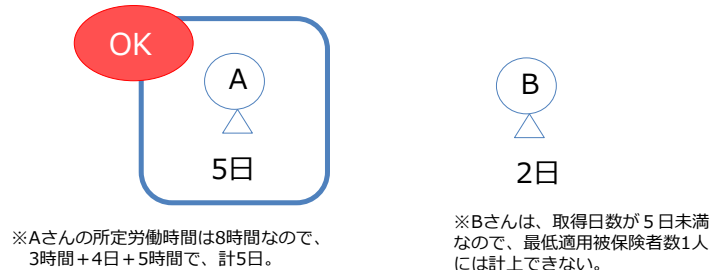 OK
A
5日
※Aさんの所定労働時間は8時間なので、
3時間＋4日＋5時間で、計5日。
B
2日
※Bさんは、取得日数が５日未満
なので、最低適用被保険者数1人
には計上できない。